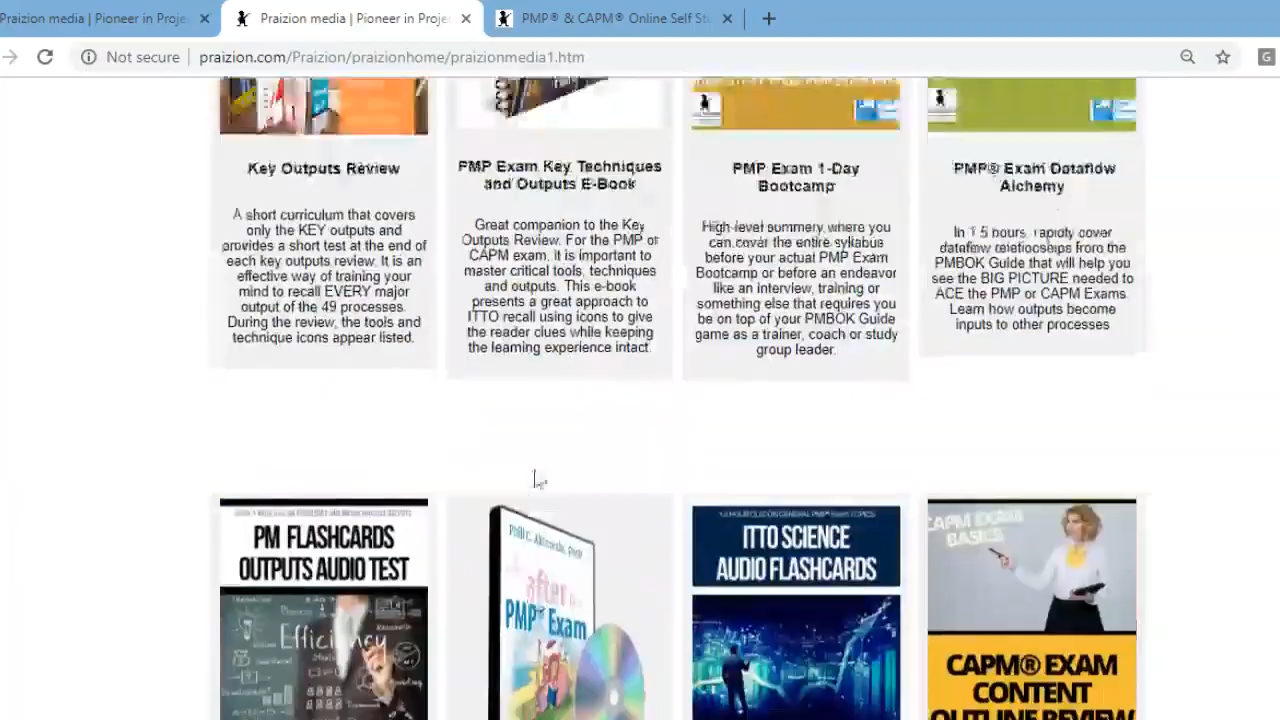 Praizion media | Pioneer in Proje
Praizion media | Pioneer in Proje
PMP® & CAPM® Online Self St
Not secure
praizion.com/Praizion/praizionhome/praizionmedia1.htm
G
Key Outputs Review
A short curriculum that covers
only the KEY outputs and
provides a short test at the end of
each key outputs review. It is an
effective way of training your
mind to recall EVERY major
output of the 49 processes.
During the review, the tools and
technique icons appear listed.
PMP Exam Key Techniques
and Outputs E-Book
Great companion to the Key
Outputs Review. For the PMP or
CAPM exam, it is important to
master critical tools, techniques
and outputs. This e-book
presents a great approach to
ITTO recall using icons to give
the reader clues while keeping
the learning experience intact.
PMP Exam 1-Day
Bootcamp
High-level summary where you
can cover the entire syllabus
before your actual PMP Exam
Bootcamp or before an endeavor
like an interview, training or
something else that requires you
be on top of your PMBOK Guide
game as a trainer, coach or study
group leader.
PMP® Exam Dataflow
Alchemy
In 1.5 hours, rapidly cover
dataflow relationships from the
PMBOK Guide that will help you
see the BIG PICTURE needed to
ACE the PMP or CAPM Exams.
Learn how outputs become
inputs to other processes
PM FLASHCARDS
OUTPUTS AUDIO TEST
Efficiency
after
PMP® Exam
ITTO SCIENCE
AUDIO FLASHCARDS
CAPM EXAM
BASICS
CAPM® EXAM
CONTENT
OUTLINE REVIEW